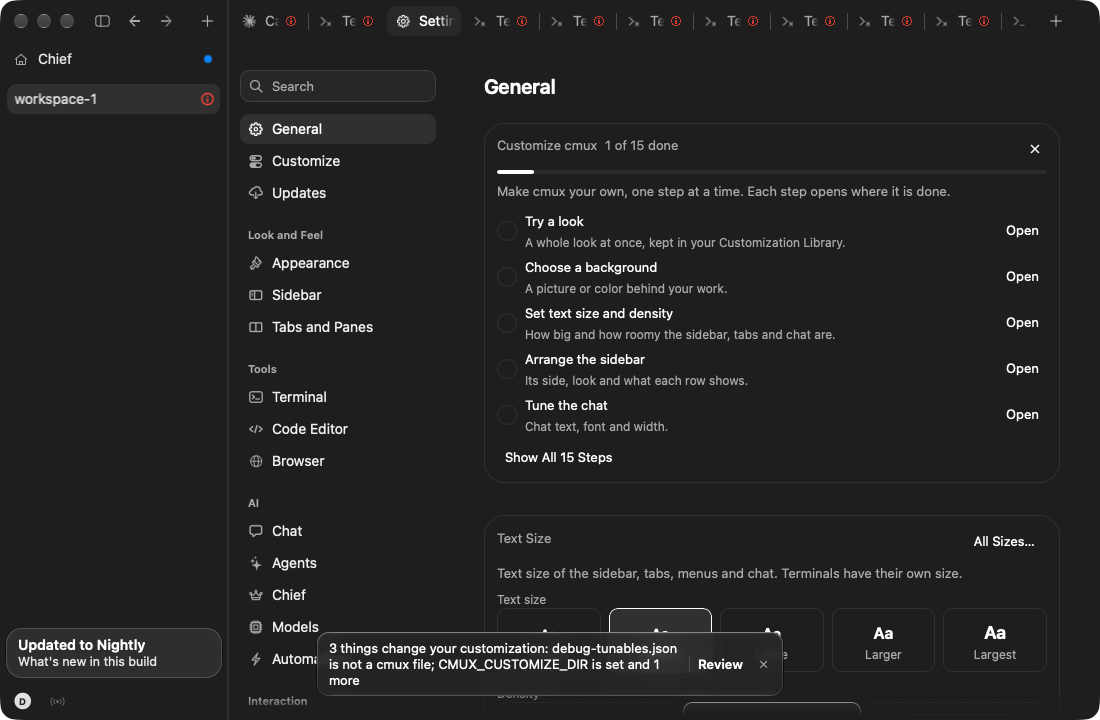 Chief
workspace-1
Updated to Nightly
What's new in this build
D
Settin
Search
General
Customize
Updates
Look and Feel
Appearance
Sidebar
Tabs and Panes
Tools
Terminal
Code Editor
Browser
AI
Chat
Agents
Chief
Models
Automa
Interaction
General
Customize cmux 1 of 15 done
Make cmux your own, one step at a time. Each step opens where it is done.
Try a look
A whole look at once, kept in your Customization Library.
Open
Choose a background
A picture or color behind your work.
Open
Set text size and density
How big and how roomy the sidebar, tabs and chat are.
Open
Arrange the sidebar
Its side, look and what each row shows.
Open
Tune the chat
Chat text, font and width.
Open
Show All 15 Steps
Text Size
All Sizes...
Text size of the sidebar, tabs, menus and chat. Terminals have their own size.
Text size
Aa
Larger
Aa
Largest
3 things change your customization: debug-tunables.json
is not a cmux file; CMUX_CUSTOMIZE_DIR is set and 1
more
Review